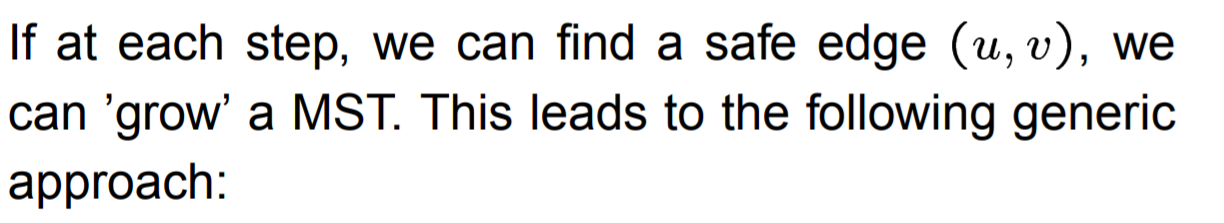 If at each step, we can find a safe edge (u, v), we
can ’grow’ a MST. This leads to the following generic
approach: